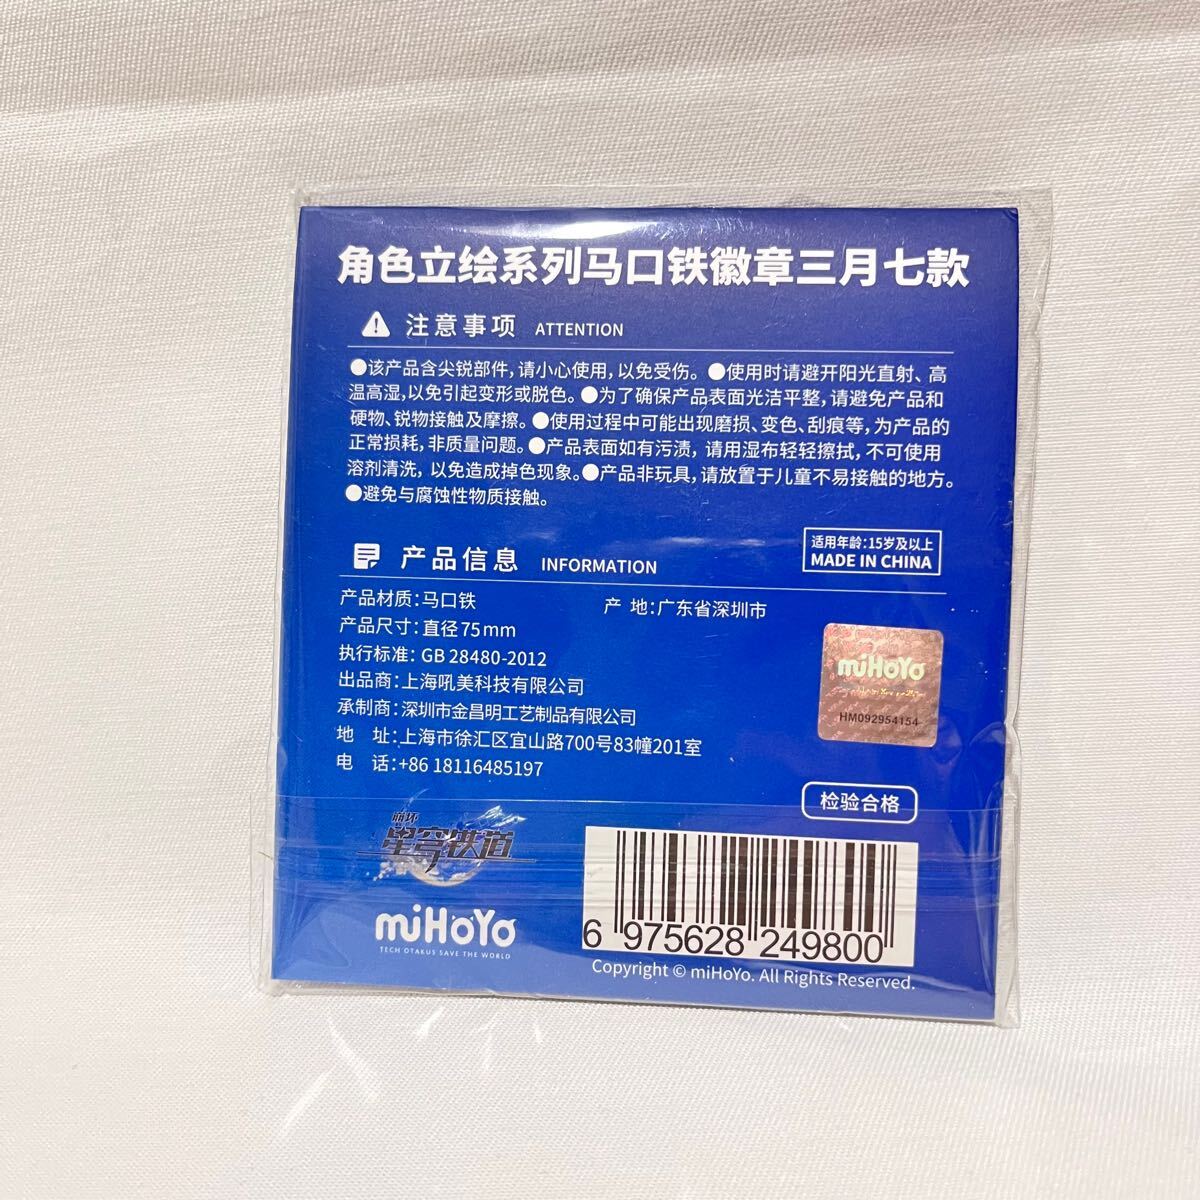 角色立绘系列马口铁徽章三月七款
注意事项 ATTENTION
●该产品含尖锐部件,请小心使用,以免受伤。 ●使用时请避开阳光直射、高
温高湿,以免引起变形或脱色。●为了确保产品表面光洁平整,请避免产品和
硬物、锐物接触及摩擦。●使用过程中可能出现磨损、变色、刮痕等,为产品的
正常损耗,非质量问题。●产品表面如有污渍,请用湿布轻轻擦拭,不可使用
溶剂清洗,以免造成掉色现象。●产品非玩具,请放置于儿童不易接触的地方。
●避免与腐蚀性物质接触。
适用年龄:15岁及以上
MADE IN CHINA
产品信息 INFORMATION
产品材质:马口铁 产 地:广东省深圳市
产品尺寸:直径75mm
执行标准: GB 28480-2012
出品商:上海吼美科技有限公司
承制商:深圳市金昌明工艺制品有限公司
地 址:上海市徐汇区宜山路700号83幢201室
电 话:+86 18116485197
miHoYo
HM092954154
检验合格
崩坏
星穹铁道
miHoYo
TECH OTAKUS SAVE THE WORLD
6 975628 249800
Copyright © miHoYo. All Rights Reserved.